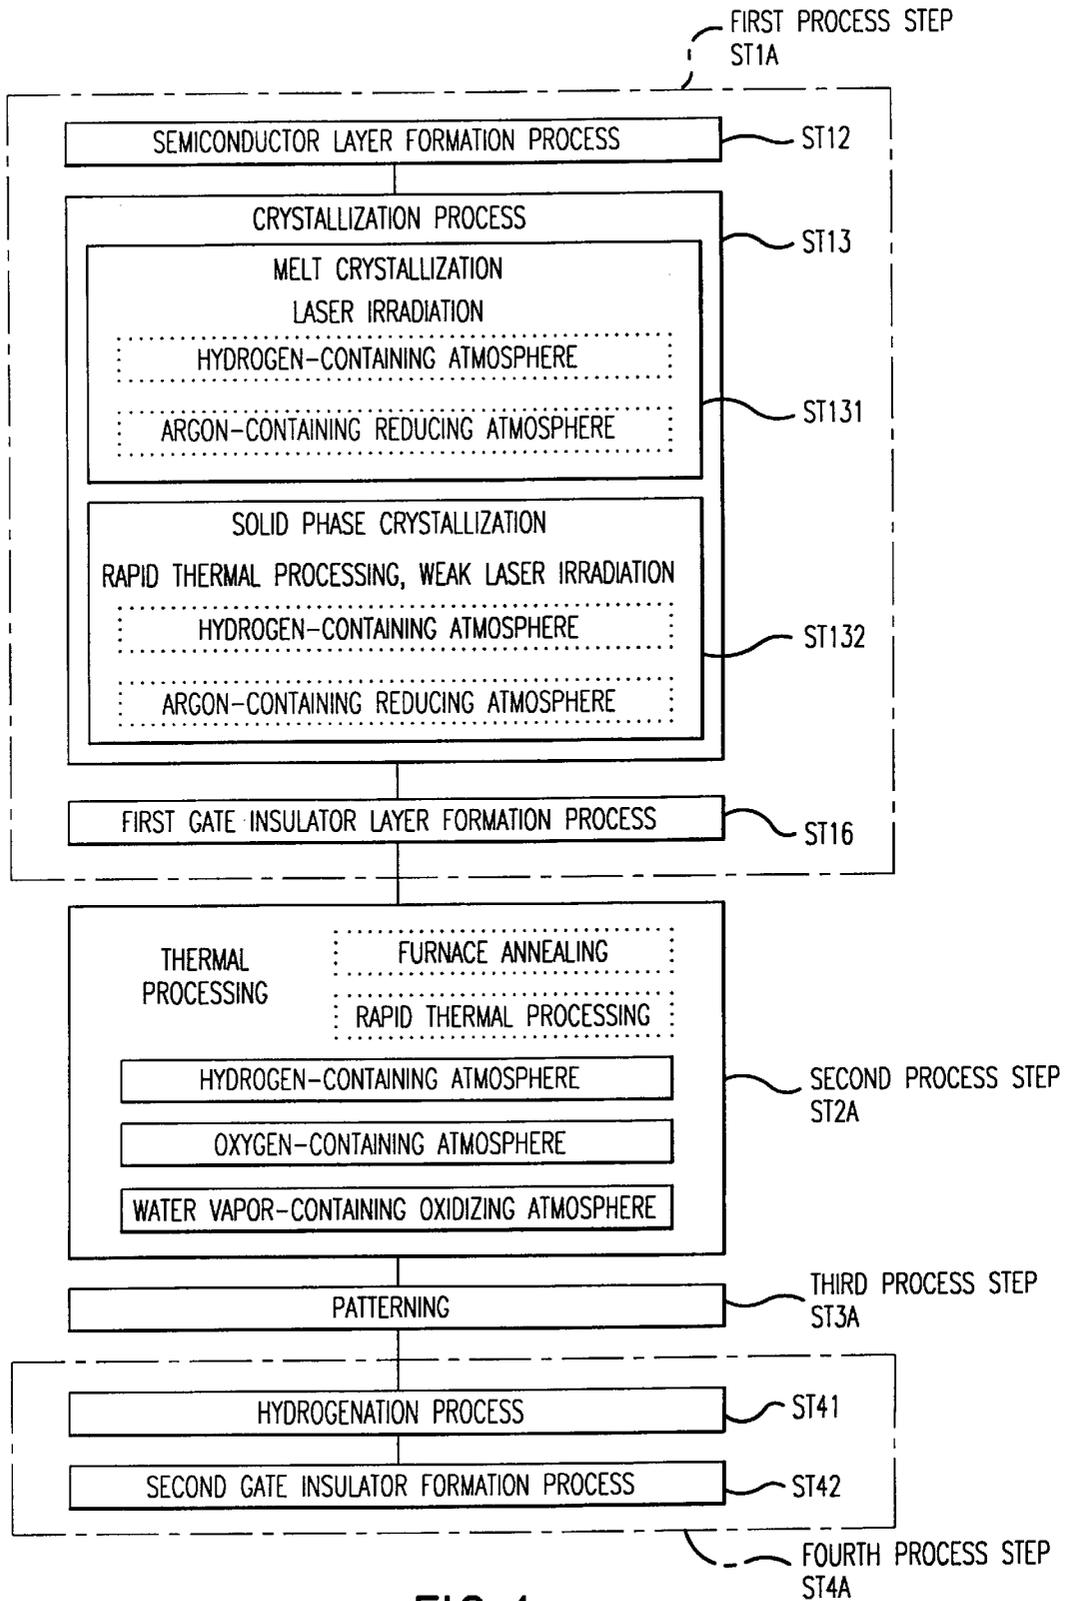 FIRST PROCESS STEP
ST1A
SEMICONDUCTOR LAYER FORMATION PROCESS
ST12
CRYSTALLIZATION PROCESS
ST13
MELT CRYSTALLIZATION
LASER IRRADIATION
HYDROGEN-CONTAINING ATMOSPHERE
ARGON-CONTAINING REDUCING ATMOSPHERE
ST131
SOLID PHASE CRYSTALLIZATION
RAPID THERMAL PROCESSING, WEAK LASER IRRADIATION
HYDROGEN-CONTAINING ATMOSPHERE
ST132
ARGON-CONTAINING REDUCING ATMOSPHERE
FIRST GATE INSULATOR LAYER FORMATION PROCESS
ST16
THERMAL
PROCESSING
FURNACE ANNEALING
RAPID THERMAL PROCESSING
HYDROGEN-CONTAINING ATMOSPHERE
SECOND PROCESS STEP
ST2A
OXYGEN-CONTAINING ATMOSPHERE
WATER VAPOR-CONTAINING OXIDIZING ATMOSPHERE
THIRD PROCESS STEP
ST3A
PATTERNING
HYDROGENATION PROCESS
ST41
SECOND GATE INSULATOR FORMATION PROCESS
ST42
FOURTH PROCESS STEP
ST4A